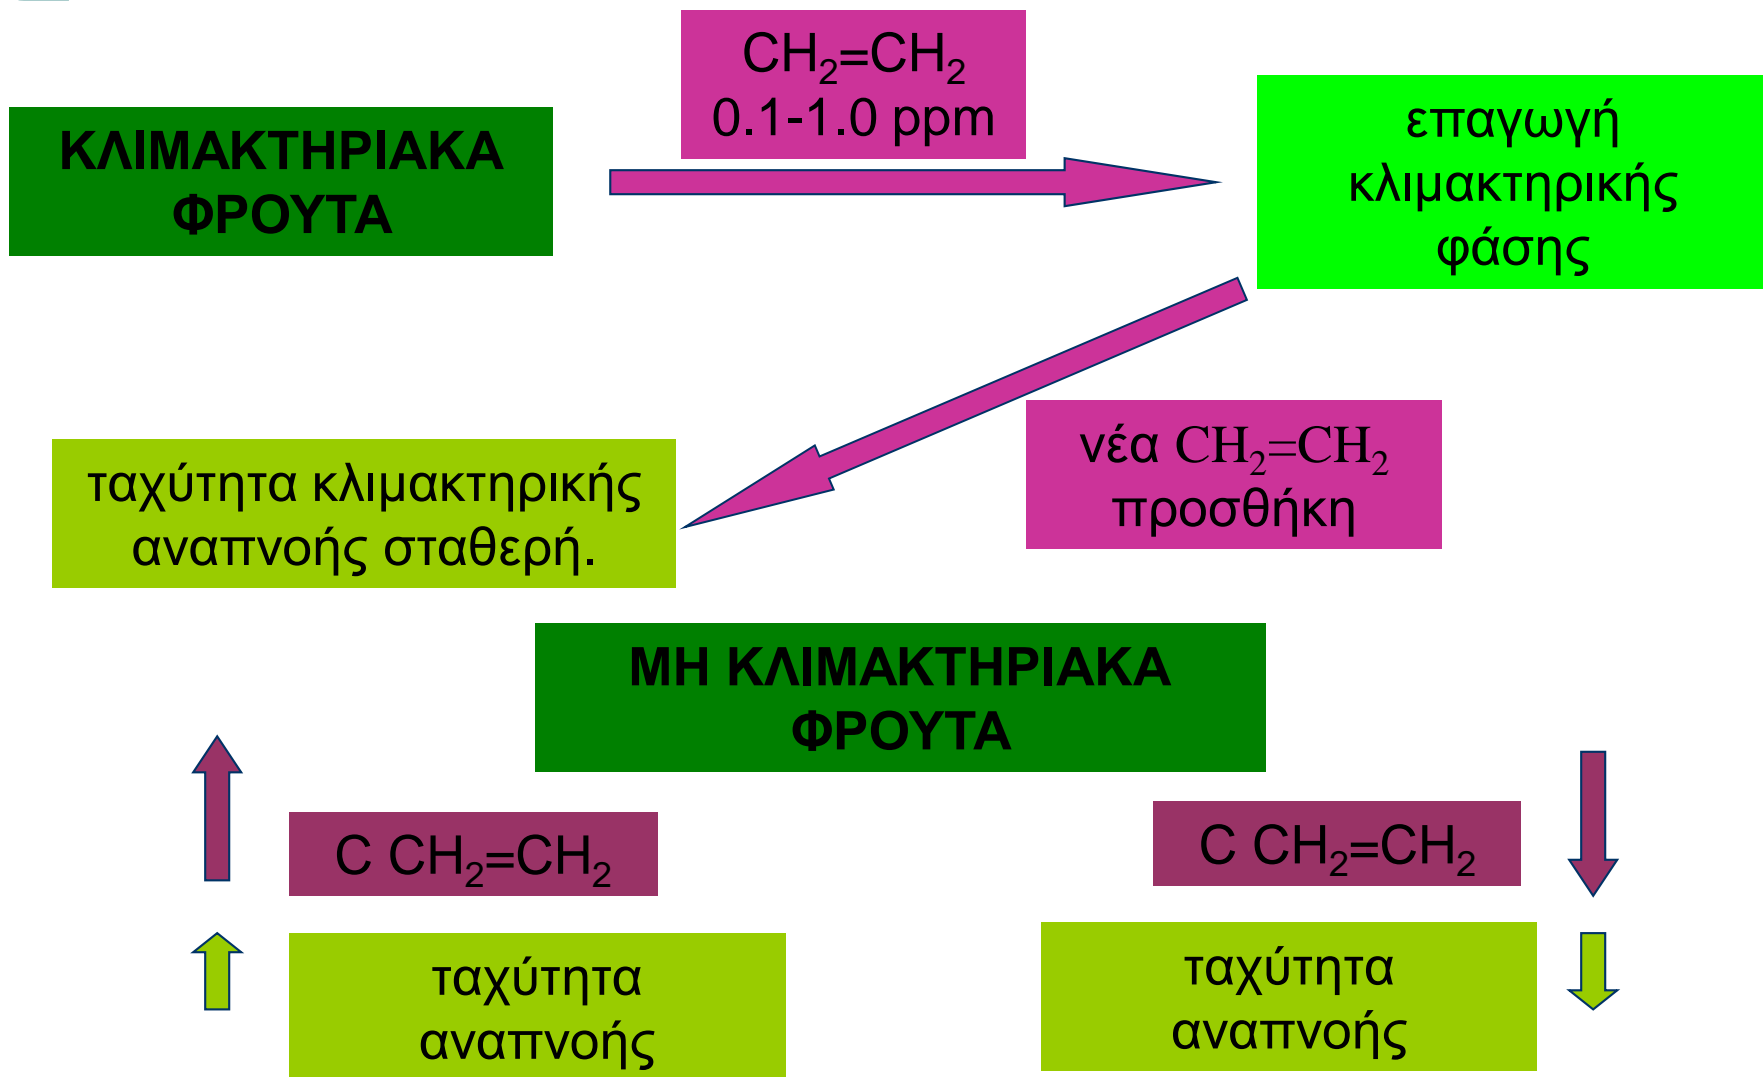 CH₂=CH₂
0.1-1.0 ppm
ΚΛΙΜΑΚΤΗΡΙΑΚΑ
ΦΡΟΥΤΑ
επαγωγή
κλιμακτηρικής
φάσης
νέα CH₂=CH₂
προσθήκη
ταχύτητα κλιμακτηρικής
αναπνοής σταθερή.
ΜΗ ΚΛΙΜΑΚΤΗΡΙΑΚΑ
ΦΡΟΥΤΑ
C CH₂=CH₂
ταχύτητα
αναπνοής
C CH₂=CH₂
ταχύτητα
αναπνοής